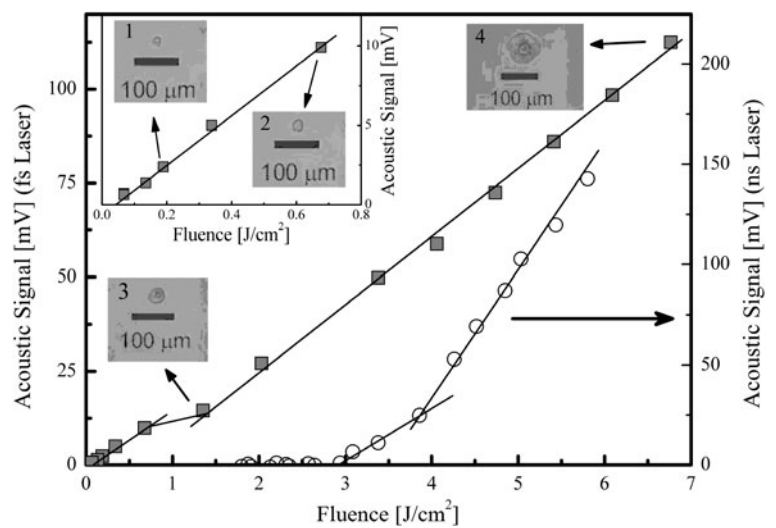 1
100 μm
2
100 μm
0.0 0.2 0.4 0.6 0.8
Fluence [J/cm²]
0
5
10
Acoustic Signal [mV]
4
100 μm
3
100 μm
0
25
50
75
100
Acoustic Signal [mV] (fs Laser)
0
50
100
150
200
Acoustic Signal [mV] (ns Laser)
0 1 2 3 4 5 6 7
Fluence [J/cm²]